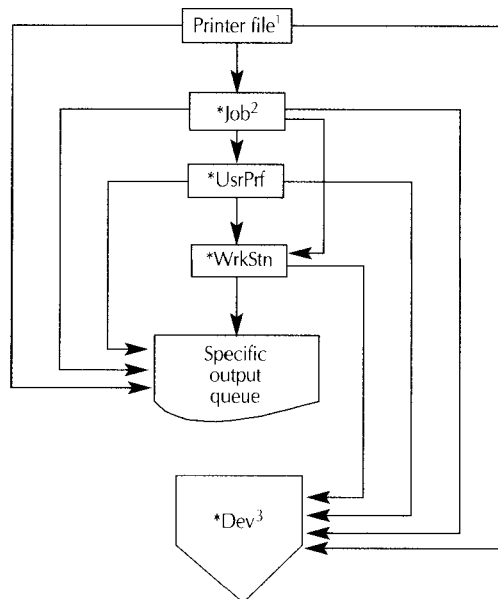 Printer file¹
*Job²
*UsrPrf
*WrkStn
Specific
output
queue
*Dev³